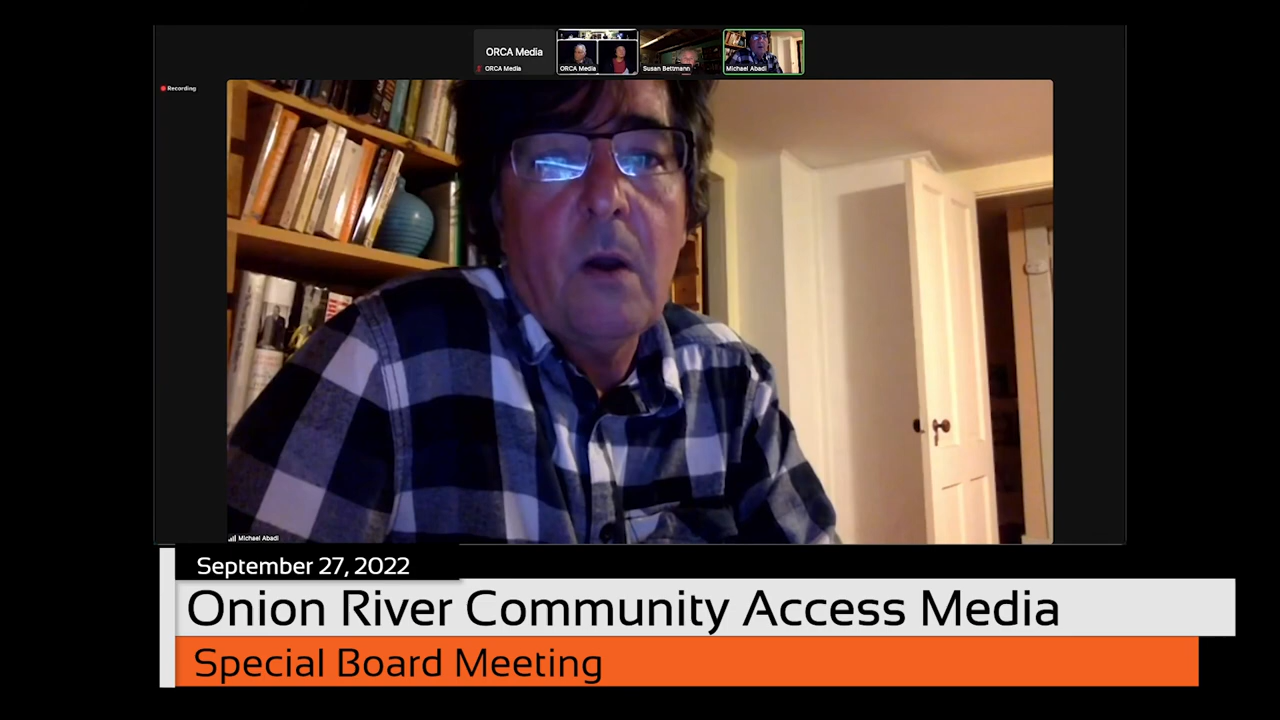 ORCA Media
ORCA Media
ORCA Media
Susan Bettmann
Michael Abadi
Recording
Michael Abadi
September 27, 2022
Onion River Community Access Media
Special Board Meeting